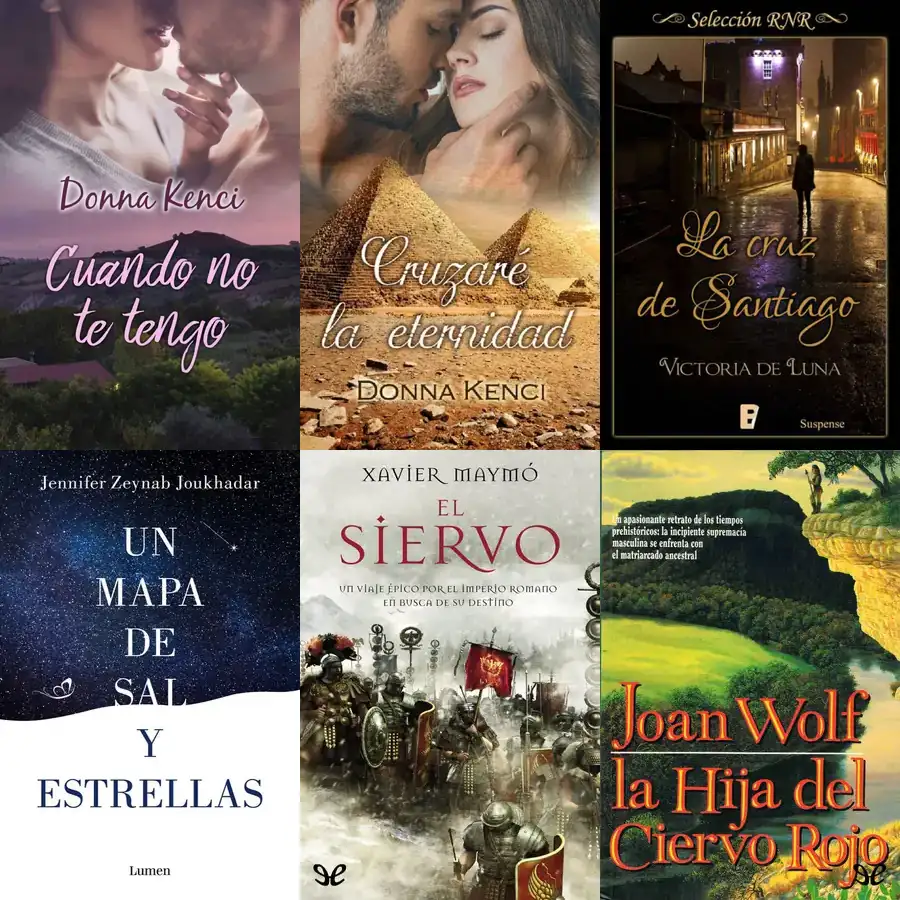 Donna Kenci
Cuando no
te tengo
Cruzaré
la eternidad
Donna Kenci
Selección RNR
La cruz
de Santiago
Victoria de Luna
B
Suspense
Jennifer Zeynab Joukhadar
UN
MAPA
DE
SAL
Y
ESTRELLAS
Lumen
XAVIER MAYMÓ
EL
SIERVO
UN VIAJE ÉPICO POR EL IMPERIO ROMANO
EN BUSCA DE SU DESTINO
Un apasionante retrato de los tiempos
prehistóricos: la incipiente supremacía
masculina se enfrenta con
el matriarcado ancestral
Joan Wolf
la Hija del
Ciervo Rojo